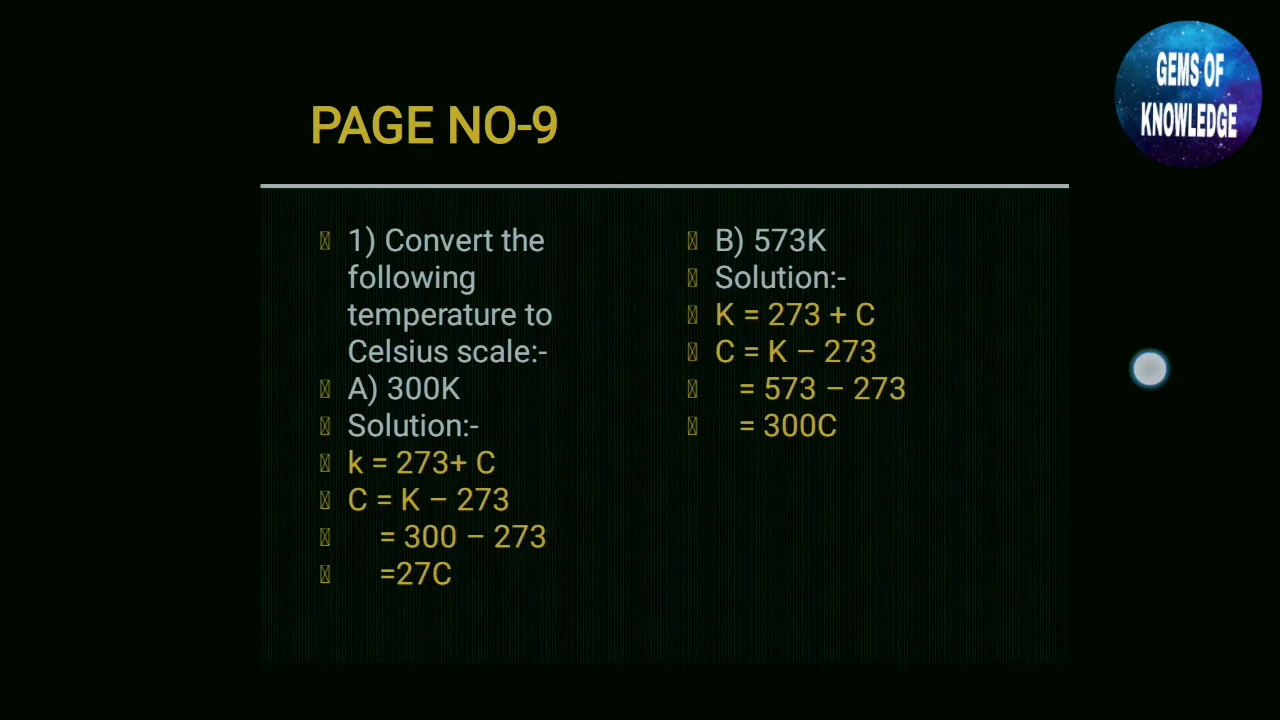 GEMS OF
KNOWLEDGE
PAGE NO-9
1) Convert the
following
temperature to
Celsius scale:-
A) 300K
Solution:-
k = 273+ C
C = K – 273
= 300 – 273
=27C
B) 573K
Solution:-
K = 273 + C
C = K – 273
= 573 – 273
= 300C